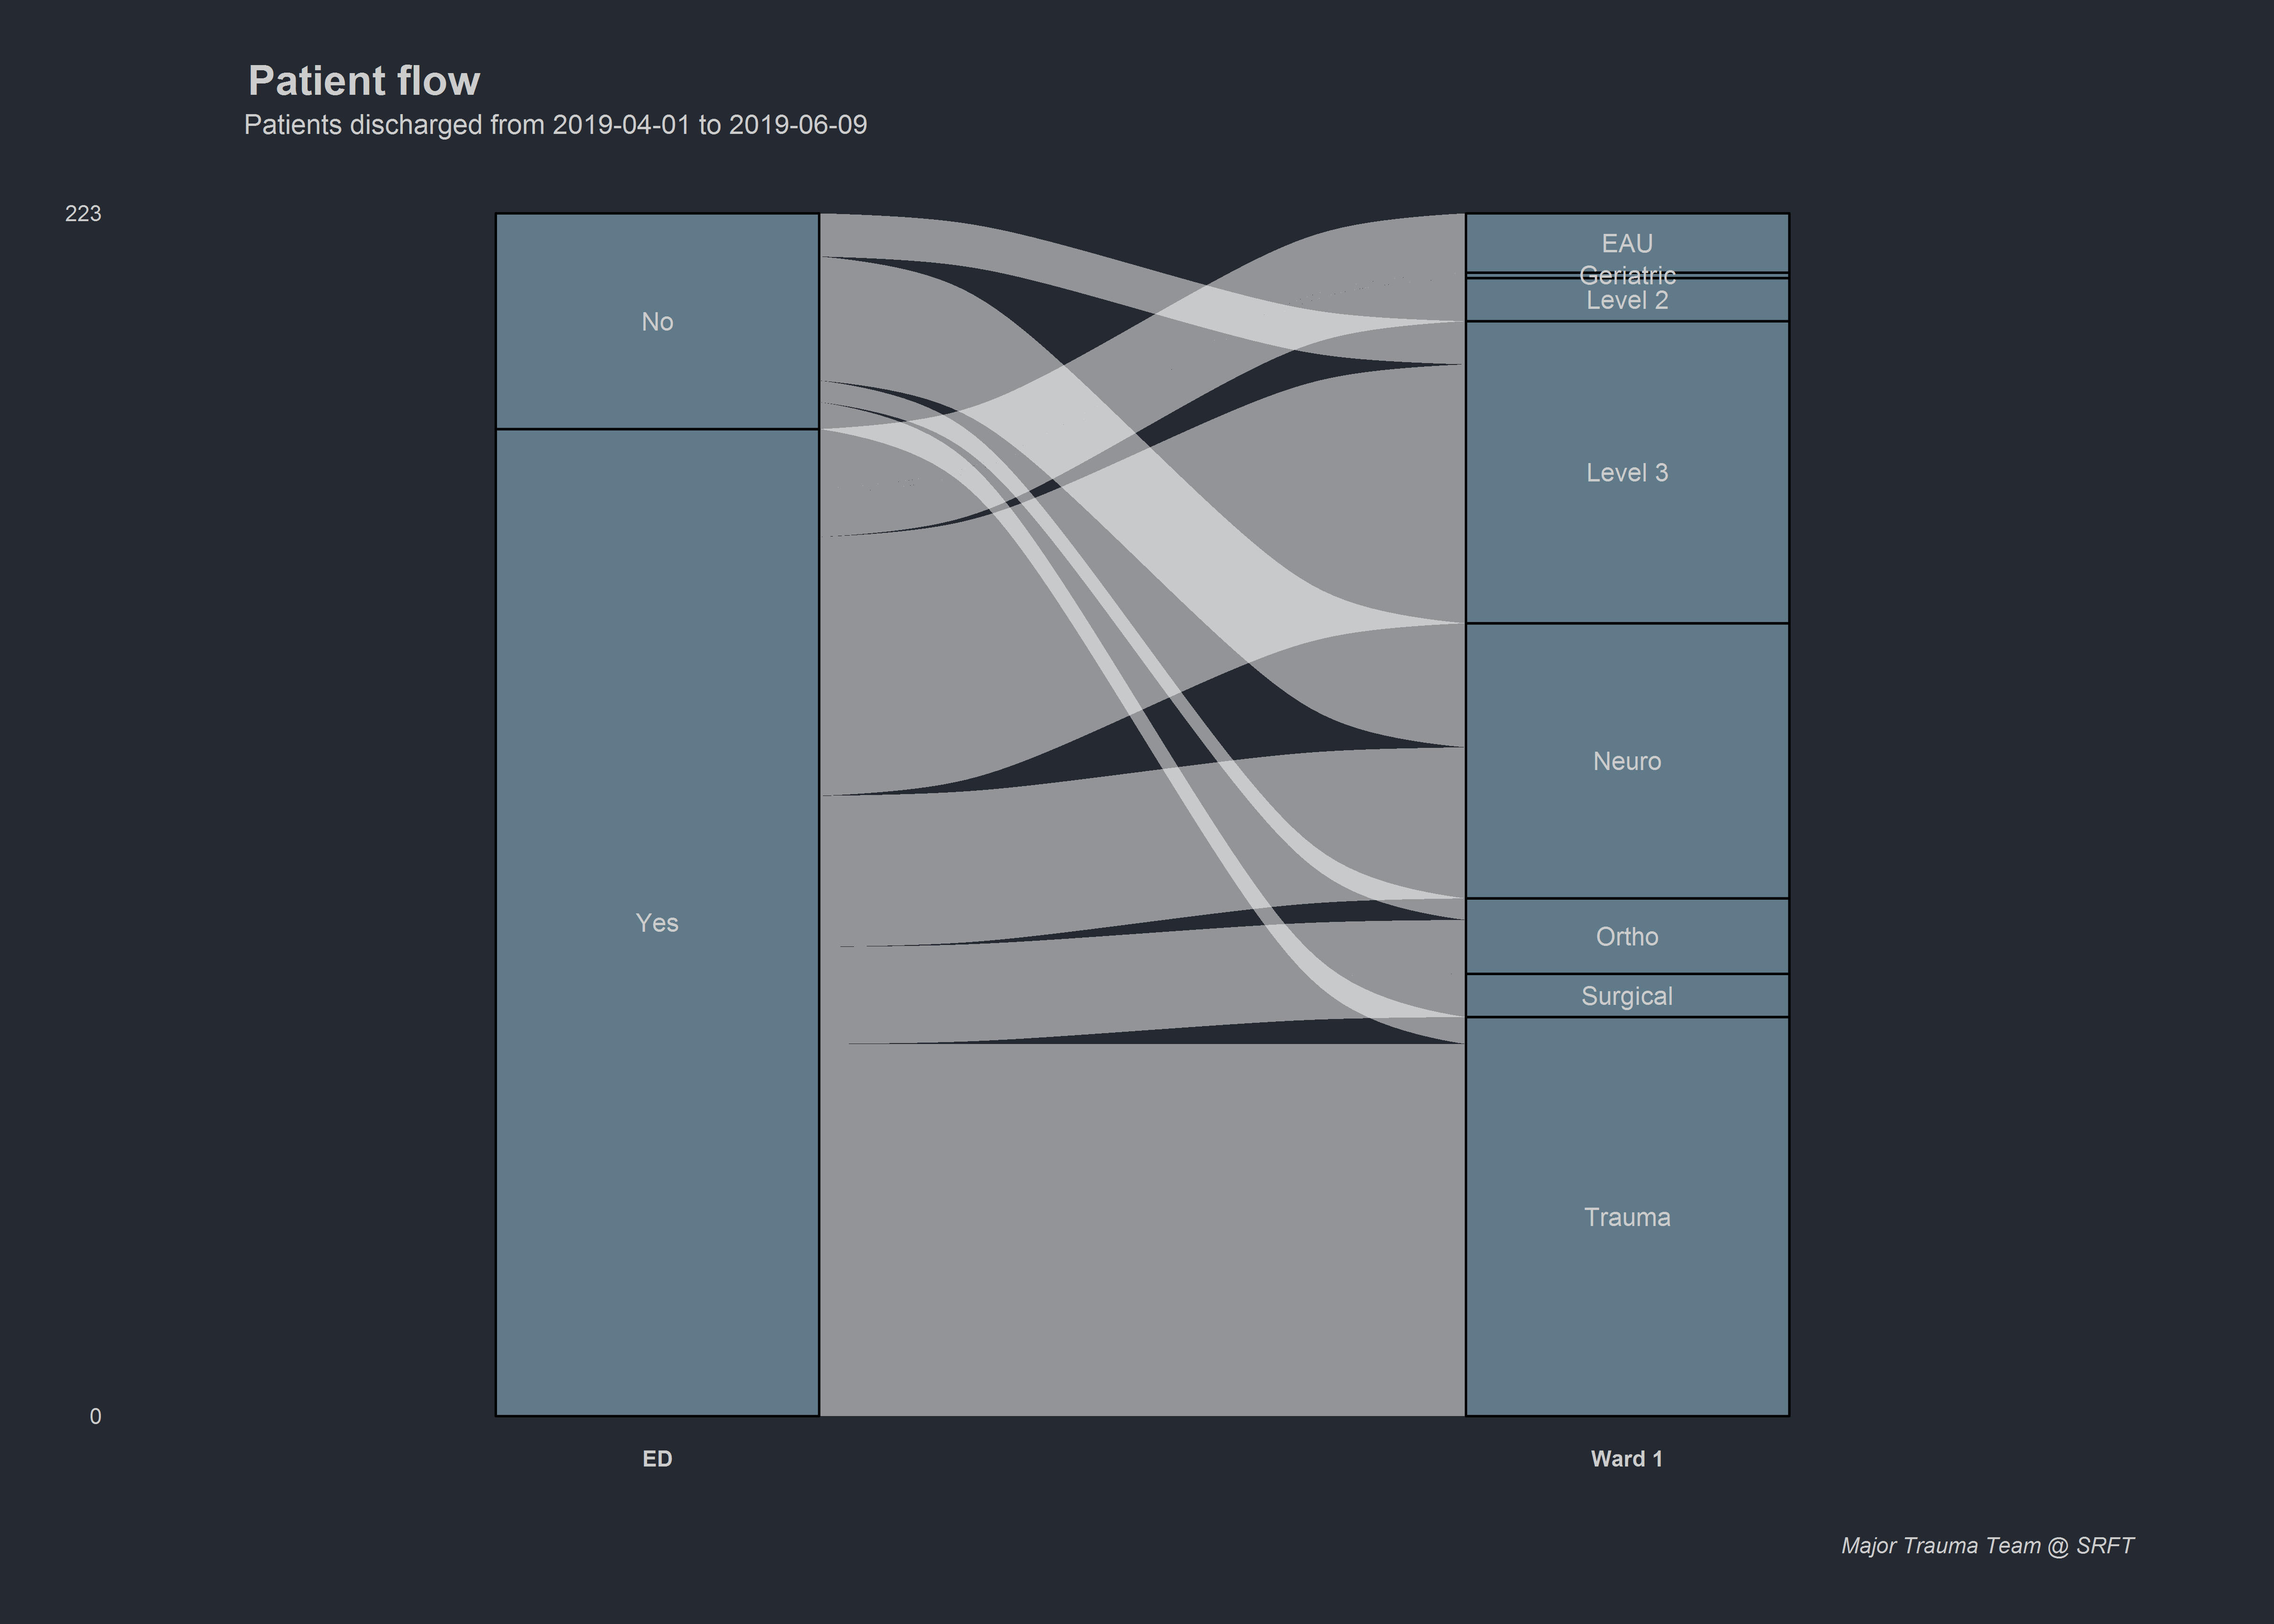 Patient flow
Patients discharged from 2019-04-01 to 2019-06-09
223
0
No
Yes
EAU
Geriatric
Level 2
Level 3
Neuro
Ortho
Surgical
Trauma
ED
Ward 1
Major Trauma Team @ SRFT